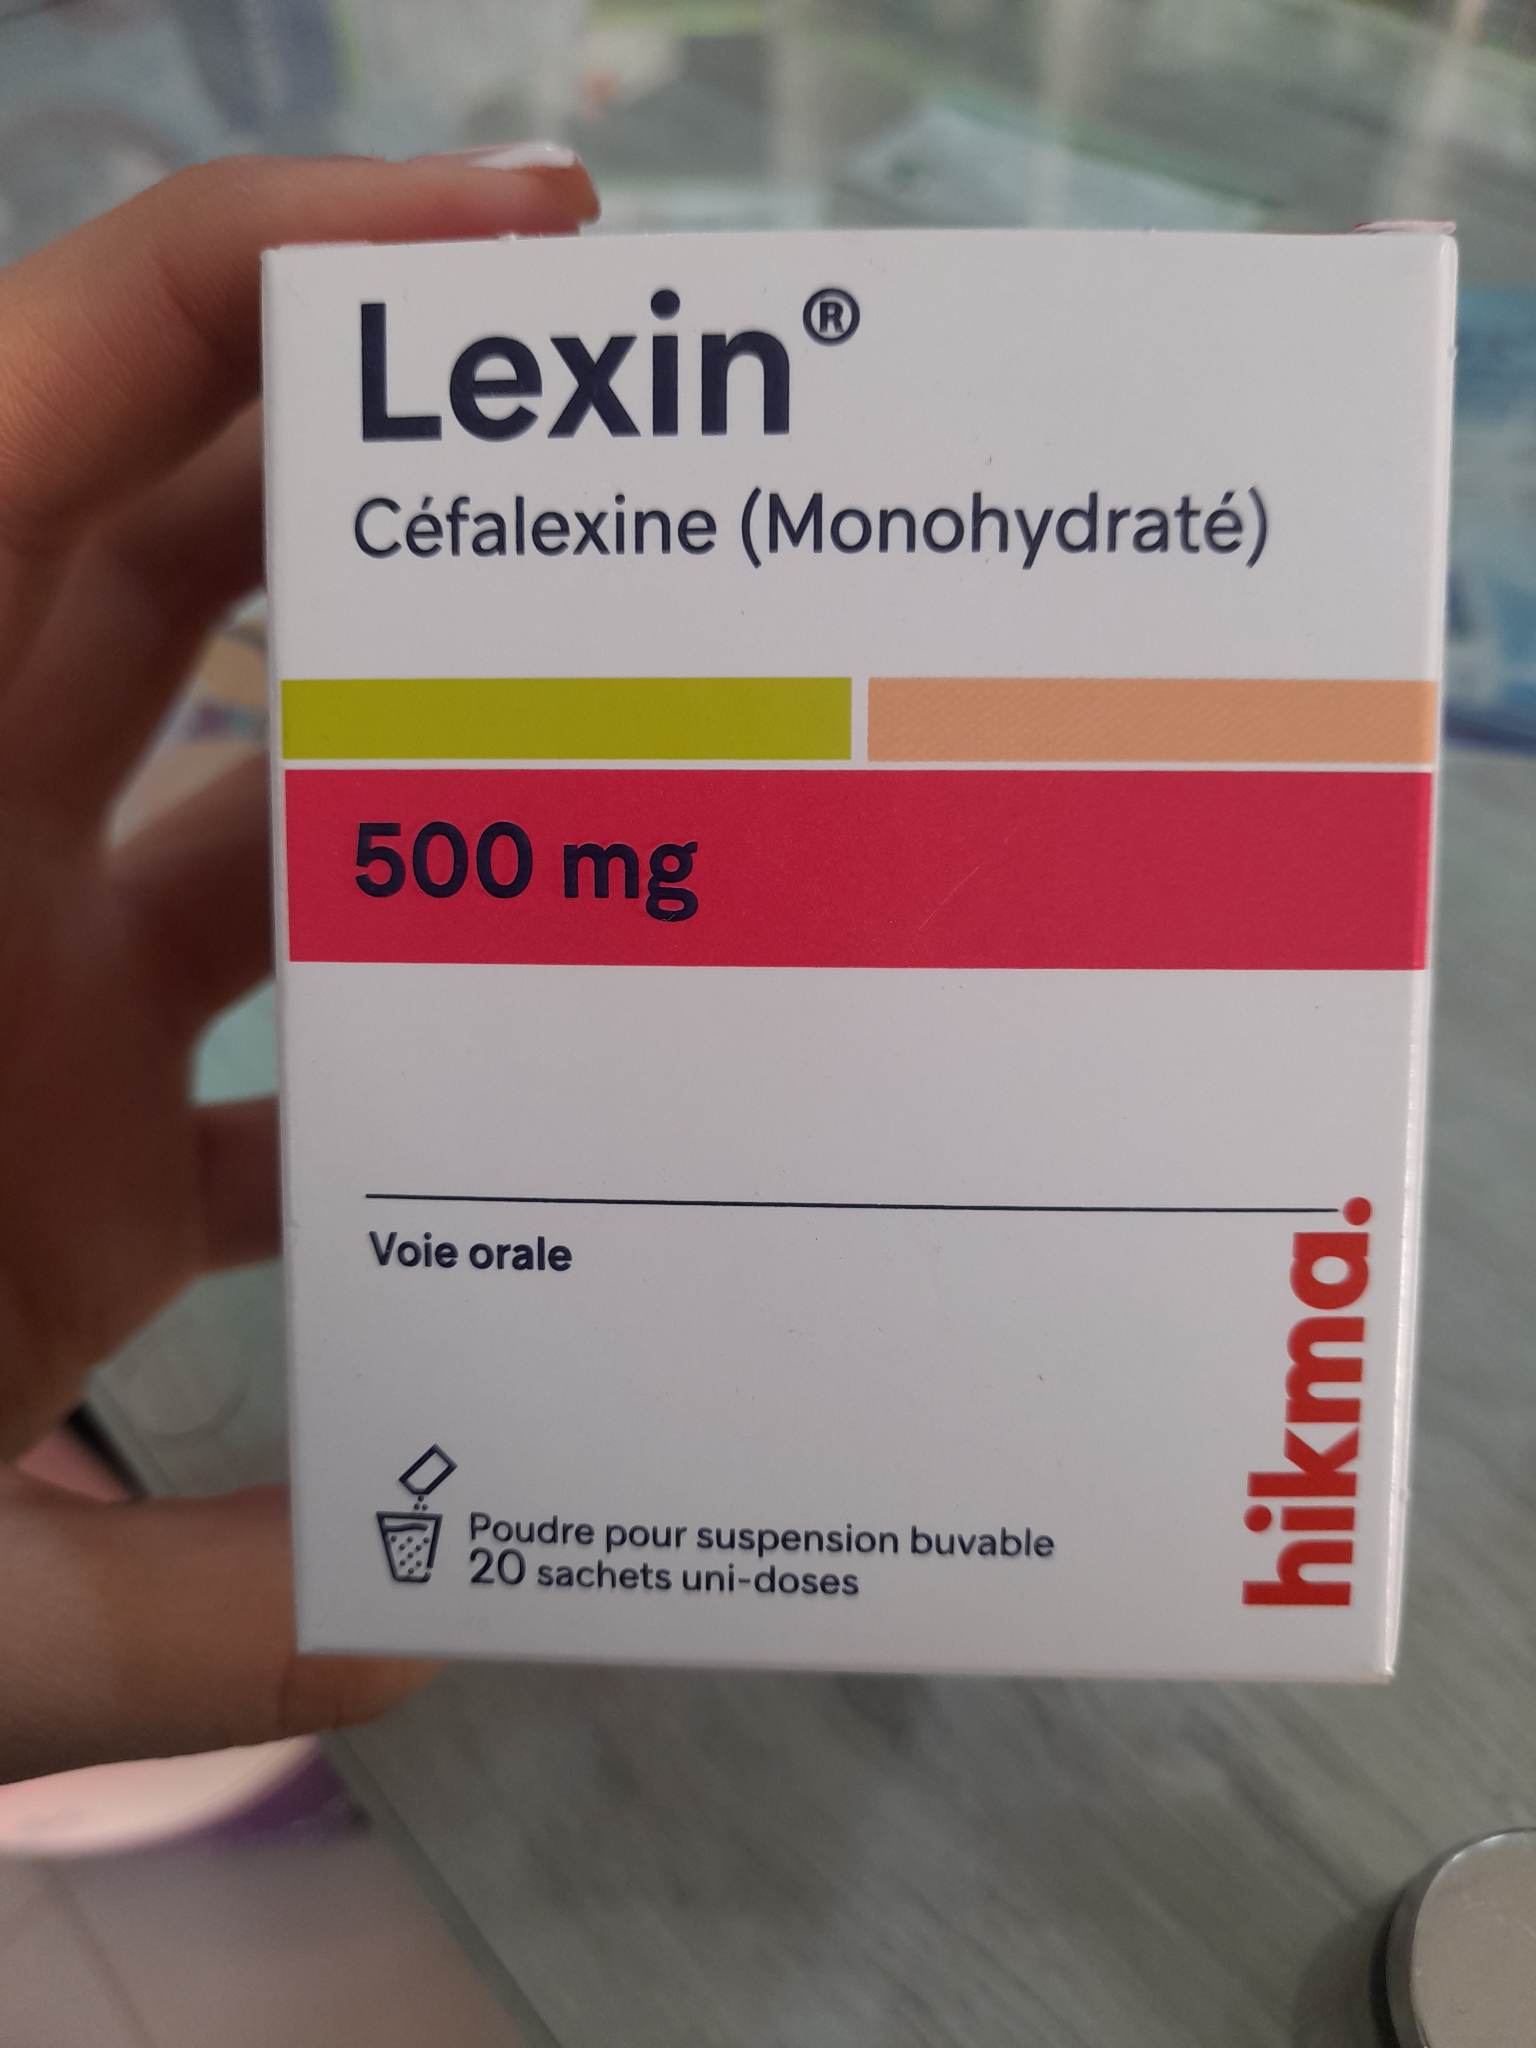 Lexin®
Céfalexine (Monohydraté)
500 mg
Voie orale
hikma.
Poudre pour suspension buvable
20 sachets uni-doses